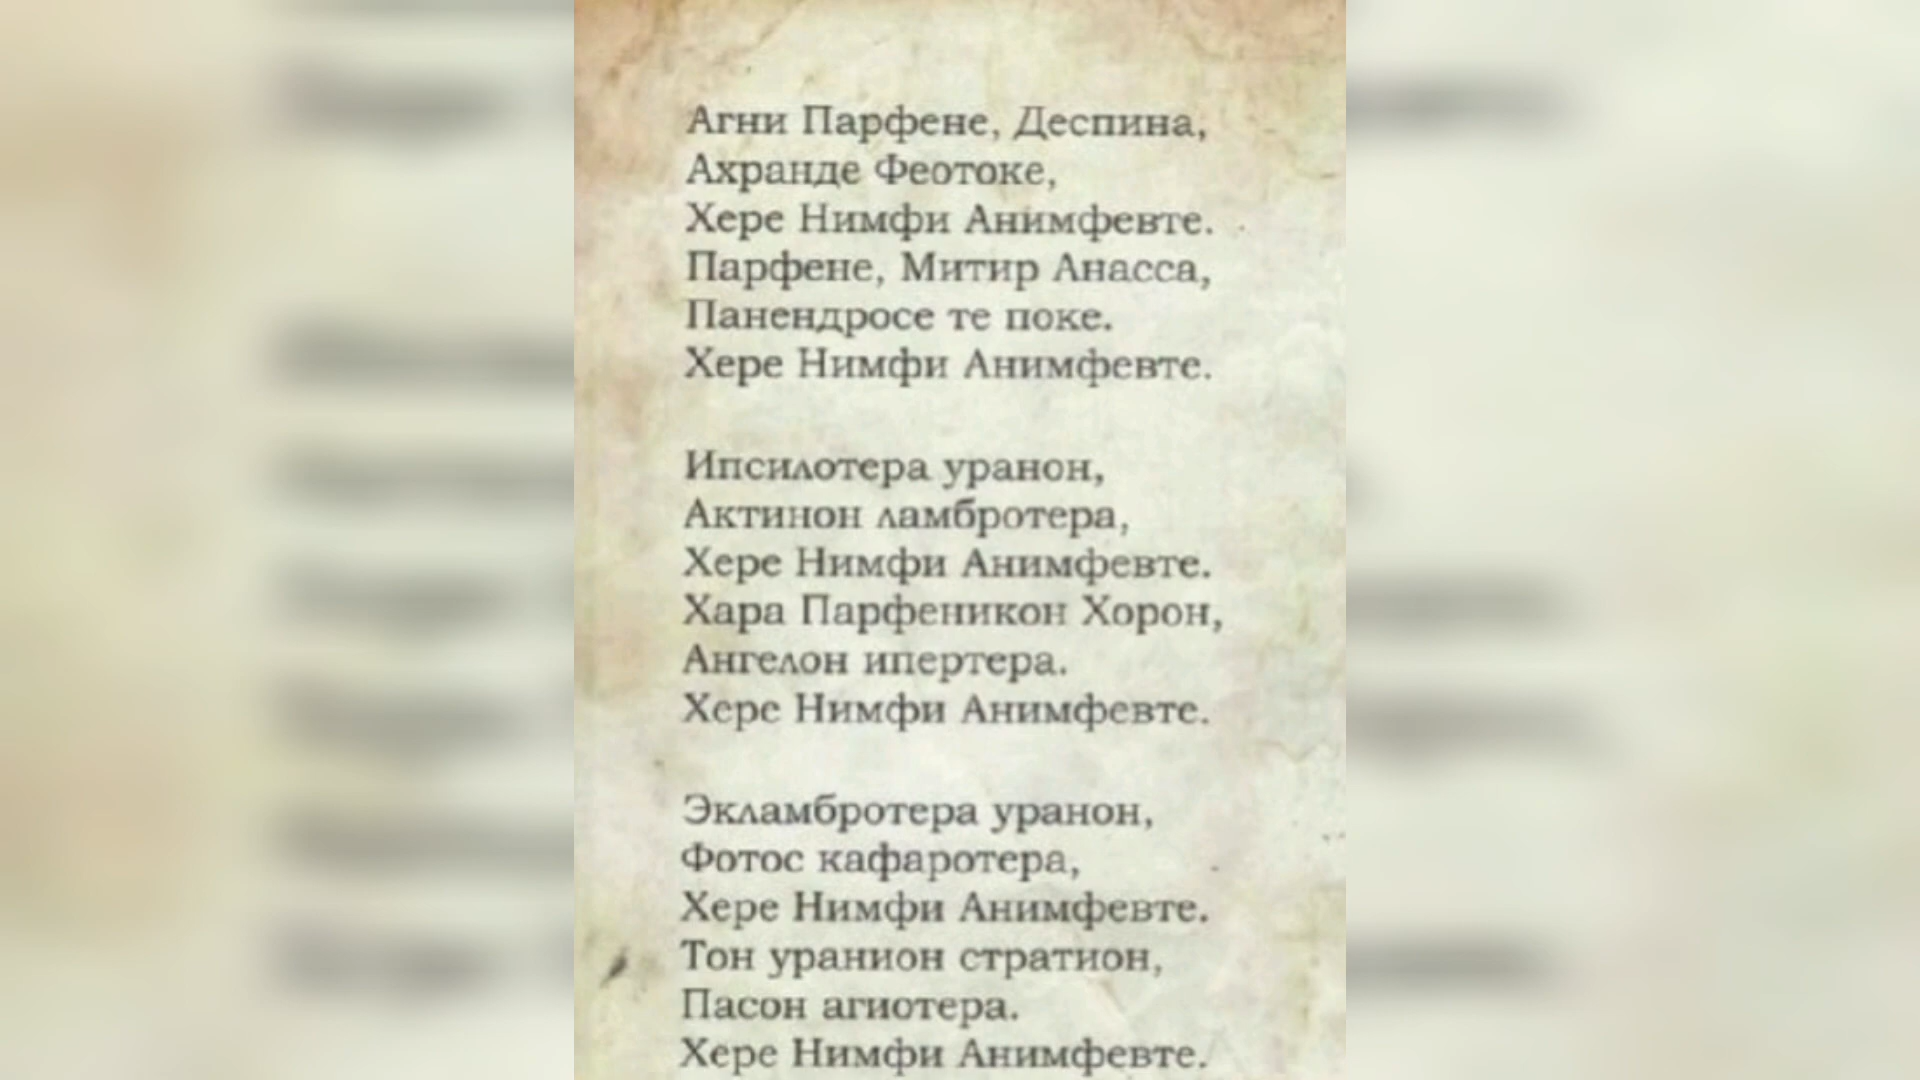 Агни Парфене, Деспина,
Ахранде Феотоке,
Хере Нимфи Анимфевте.
Парфене, Митир Анасса,
Панендросе те поке.
Хере Нимфи Анимфевте.
Ипсилотера уранон,
Актинон ламбротера,
Хере Нимфи Анимфевте.
Хара Парфеникон Хорон,
Ангелон ипертера.
Хере Нимфи Анимфевте.
Экламбротера уранон,
Фотос кафаротера,
Хере Нимфи Анимфевте.
Тон уранион стратион,
Пасон агиотера.
Хере Нимфи Анимфевте.